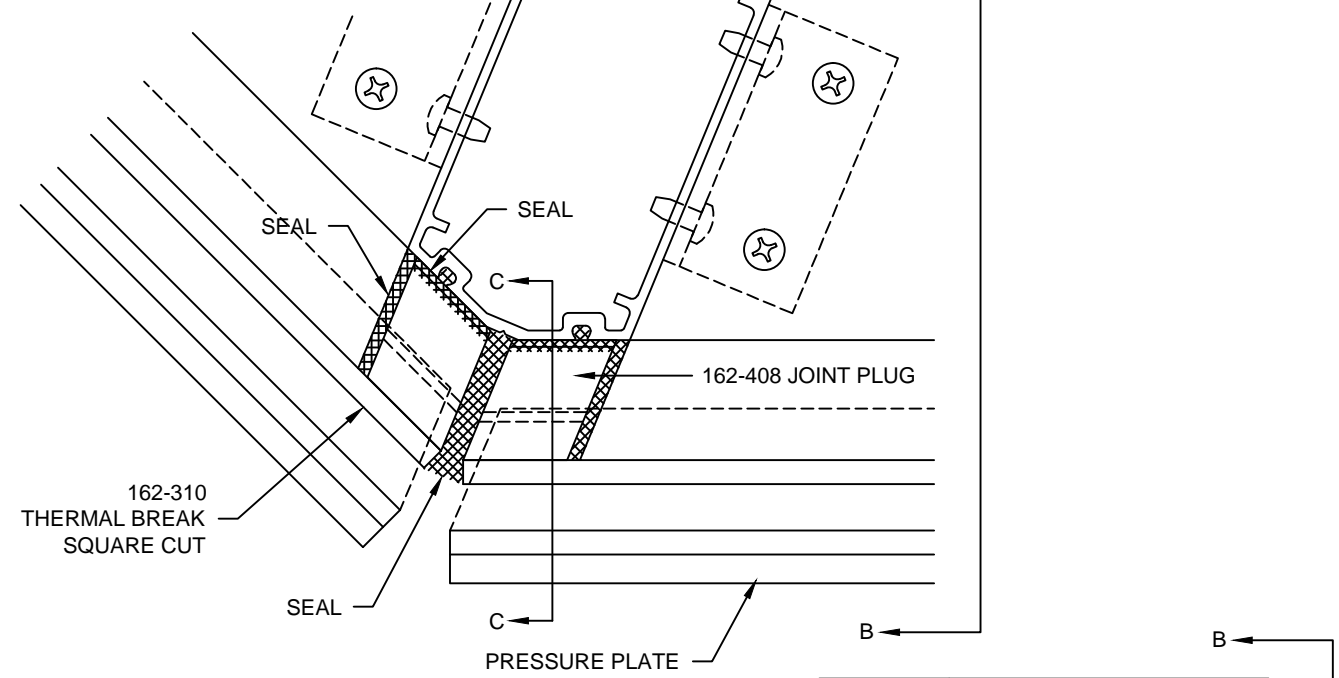 SEAL
SEAL
C
162-408 JOINT PLUG
162-310
THERMAL BREAK
SQUARE CUT
SEAL
C
B
B
PRESSURE PLATE